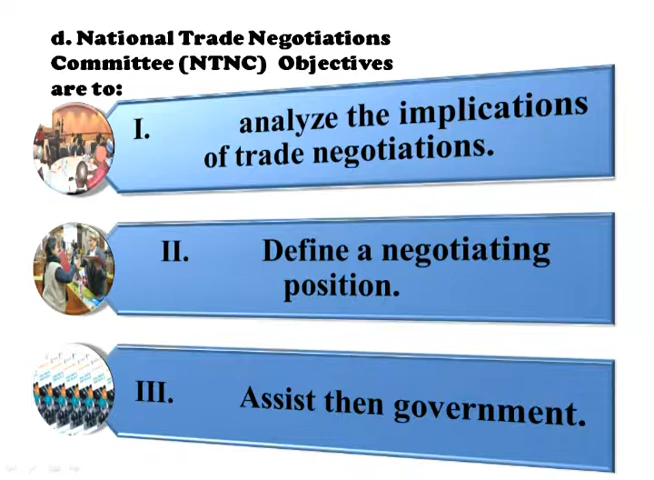 d. National Trade Negotiations
Committee (NTNC) Objectives
are to:
I. analyze the implications
of trade negotiations.
II. Define a negotiating
position.
III. Assist then government.